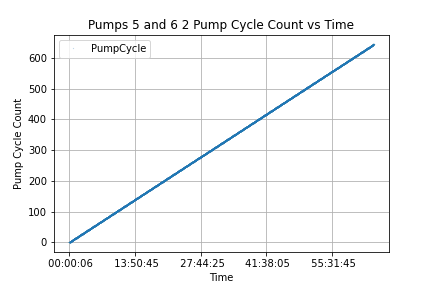 Pumps 5 and 6 2 Pump Cycle Count vs Time
PumpCycle
Pump Cycle Count
600
500
400
300
200
100
0
00:00:06 13:50:45 27:44:25 41:38:05 55:31:45
Time